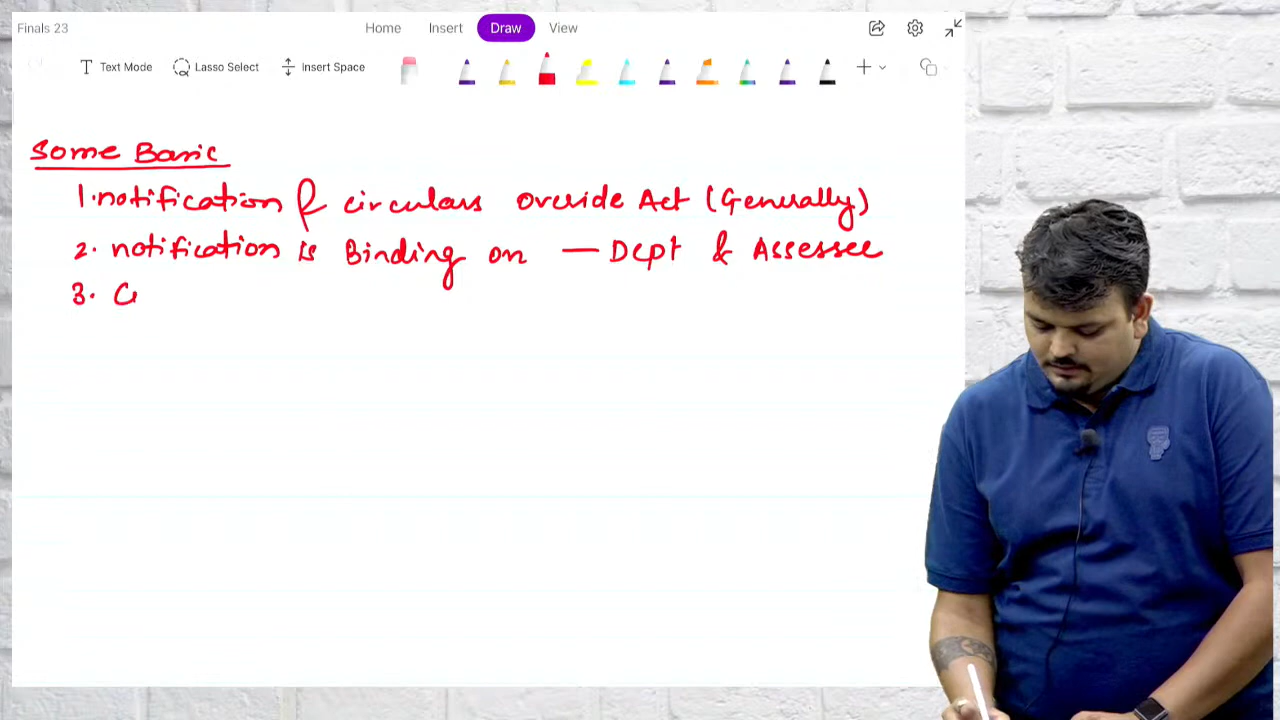 Finals 23
Home Insert Draw View
Text Mode Lasso Select Insert Space
Some Basic
1. notification & circulars override Act (Generally)
2. notification is Binding on — Dept & Assessee
3. C